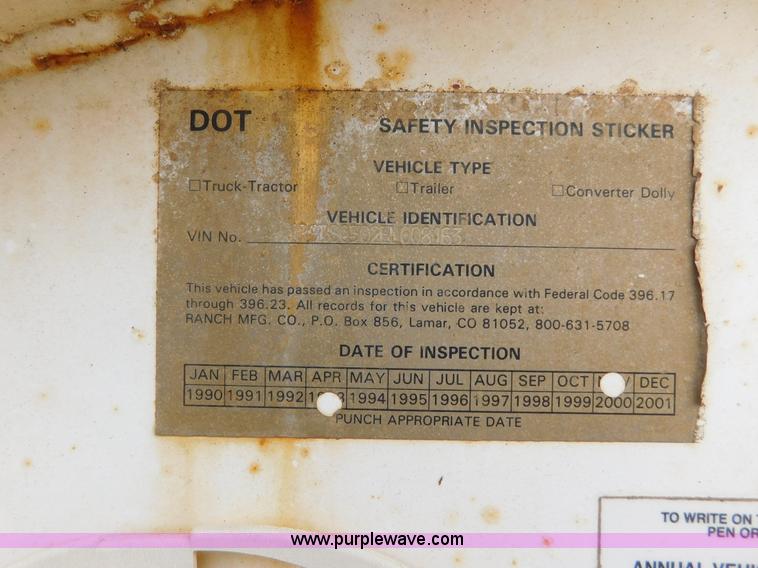 DOT SAFETY INSPECTION STICKER
VEHICLE TYPE
☐Truck-Tractor ☐Trailer ☐Converter Dolly
VEHICLE IDENTIFICATION
VIN No.
CERTIFICATION
This vehicle has passed an inspection in accordance with Federal Code 396.17
through 396.23. All records for this vehicle are kept at:
RANCH MFG. CO., P.O. Box 856, Lamar, CO 81052, 800-631-5708
DATE OF INSPECTION
JAN FEB MAR APR MAY JUN JUL AUG SEP OCT DEC
1990 1991 1992 1994 1995 1996 1997 1998 1999 2000 2001
PUNCH APPROPRIATE DATE
TO WRITE ON
PEN OR
ANNUAL
www.purplewave.com